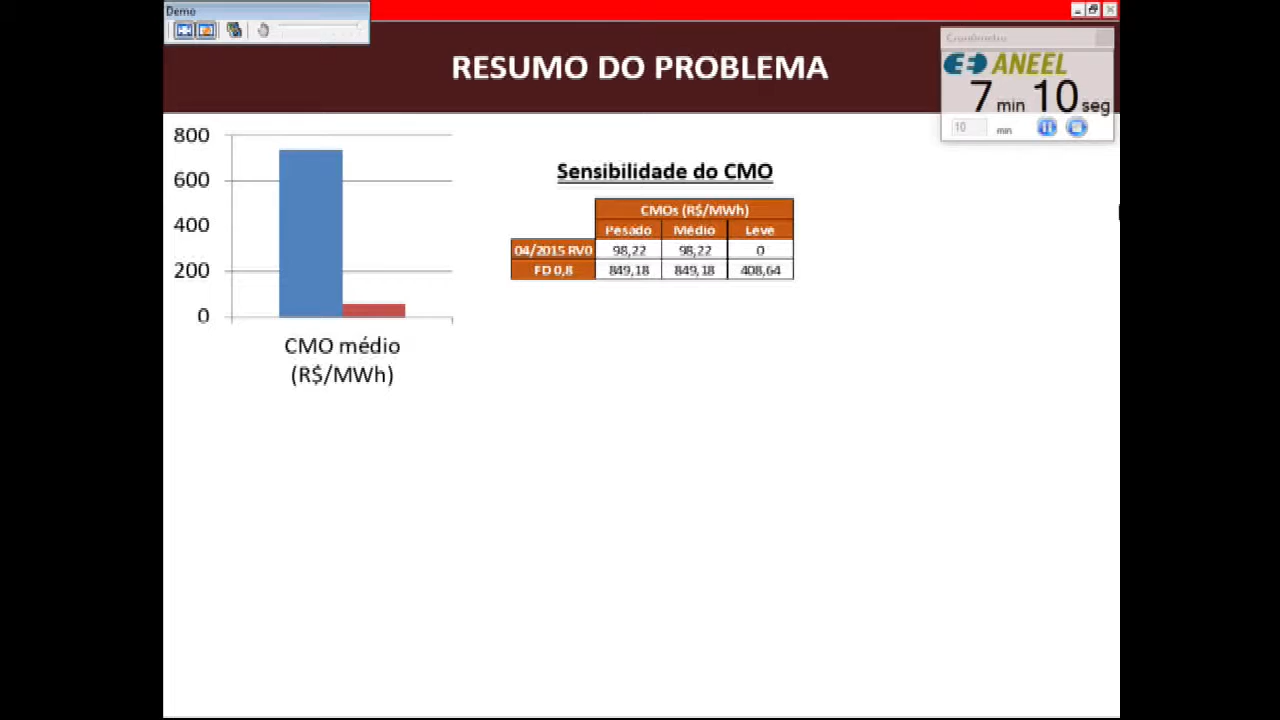 Demo
RESUMO DO PROBLEMA
Cronômetro
ANEEL
7 min 10 seg
10 min
800
600
400
200
0
CMO médio
(R$/MWh)
Sensibilidade do CMO
CMOs (R$/MWh)
Pesado Médio Leve
04/2015 RV0 98,22 98,22 0
FD 0,8 849,18 849,18 408,64